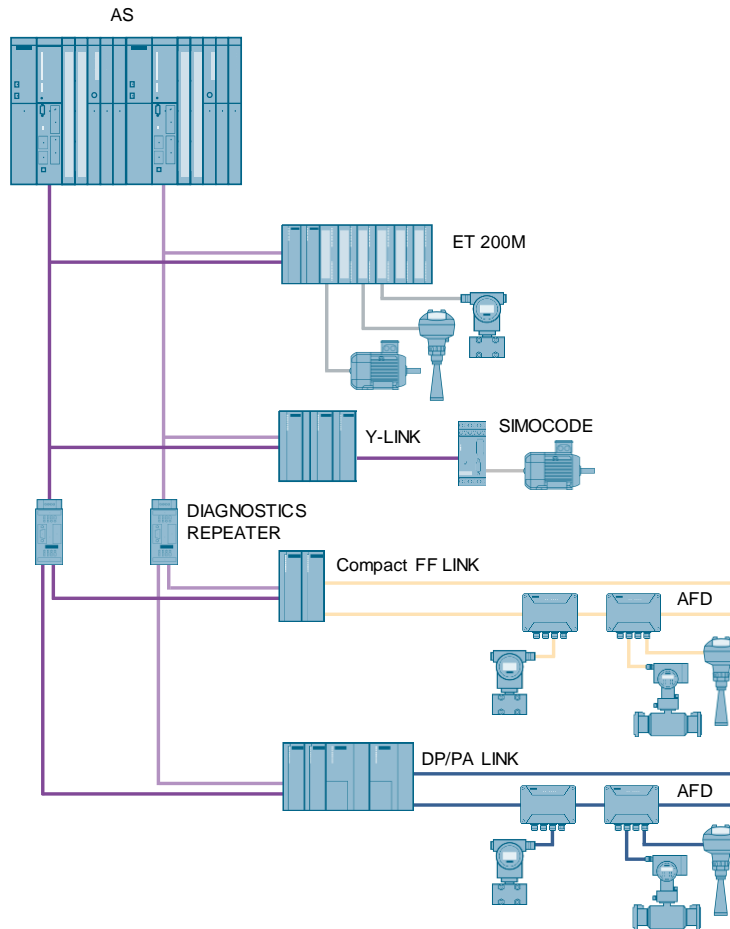 AS
ET 200M
Y-LINK
SIMOCODE
DIAGNOSTICS
REPEATER
Compact FF LINK
AFD
DP/PA LINK
AFD